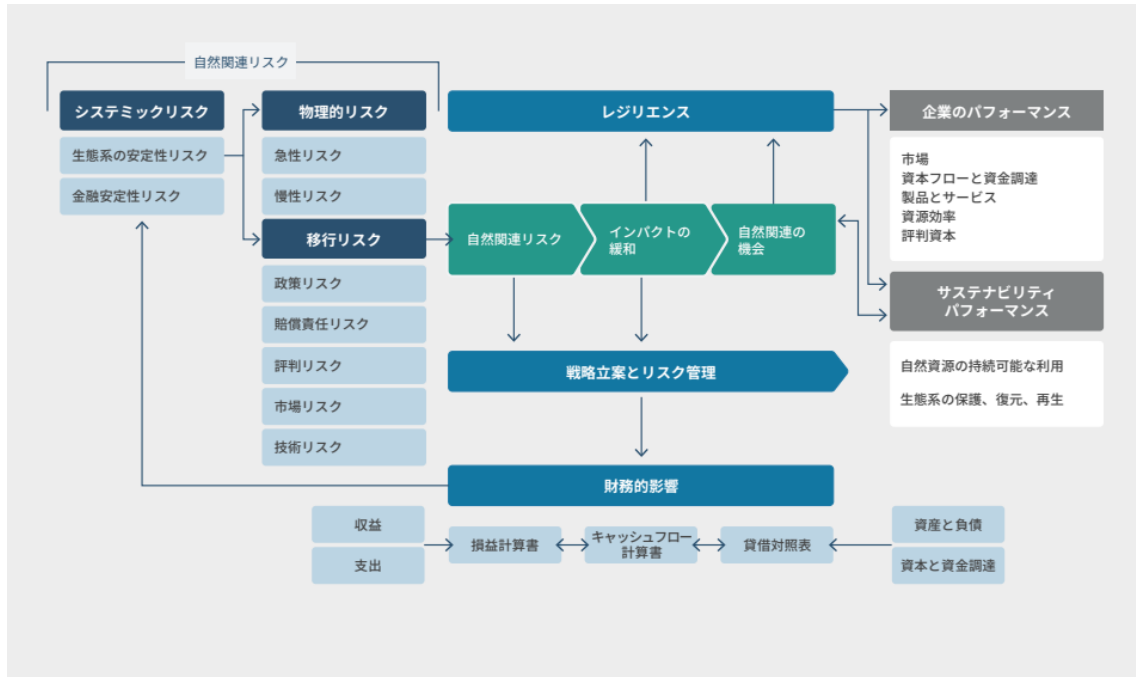 自然関連リスク
システミックリスク
生態系の安定性リスク
金融安定性リスク
物理的リスク
急性リスク
慢性リスク
移行リスク
政策リスク
賠償責任リスク
評判リスク
市場リスク
技術リスク
レジリエンス
自然関連リスク
インパクトの
緩和
自然関連の
機会
戦略立案とリスク管理
財務的影響
企業のパフォーマンス
市場
資本フローと資金調達
製品とサービス
資源効率
評判資本
サステナビリティ
パフォーマンス
自然資源の持続可能な利用
生態系の保護、復元、再生
収益
支出
損益計算書
キャッシュフロー
計算書
貸借対照表
資産と負債
資本と資金調達